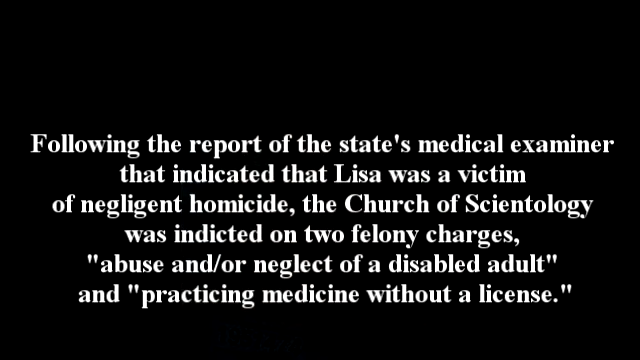 Following the report of the state's medical examiner
that indicated that Lisa was a victim
of negligent homicide, the Church of Scientology
was indicted on two felony charges,
"abuse and/or neglect of a disabled adult"
and "practicing medicine without a license."